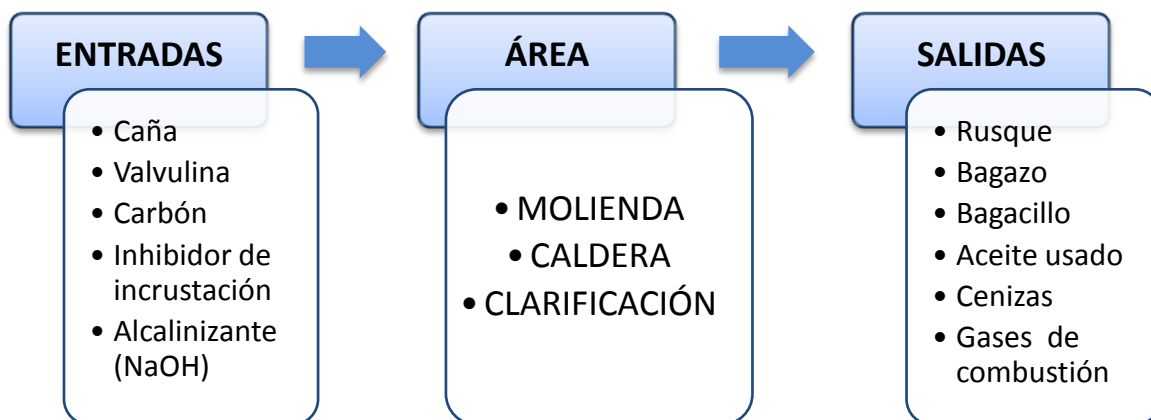 ENTRADAS
• Caña
• Valvulina
• Carbón
• Inhibidor de
incrustación
• Alcalinizante
(NaOH)
ÁREA
• MOLIENDA
• CALDERA
• CLARIFICACIÓN
SALIDAS
• Rusque
• Bagazo
• Bagacillo
• Aceite usado
• Cenizas
• Gases de
combustión